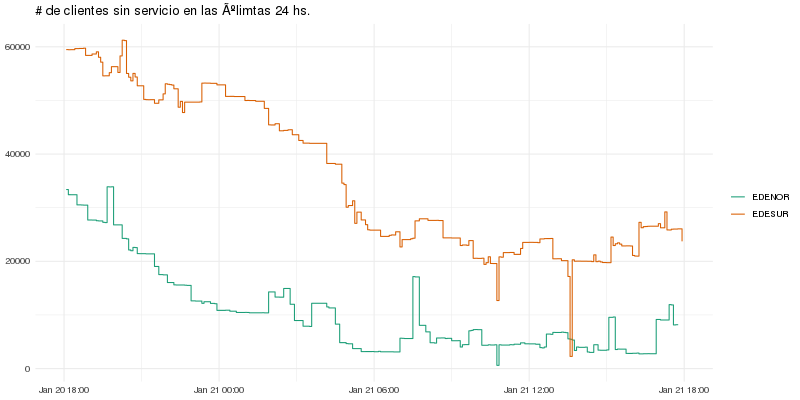 # de clientes sin servicio en las Ãºlimtas 24 hs.
60000
40000
20000
0
Jan 20 18:00
Jan 21 00:00
Jan 21 06:00
Jan 21 12:00
Jan 21 18:00
EDENOR
EDESUR